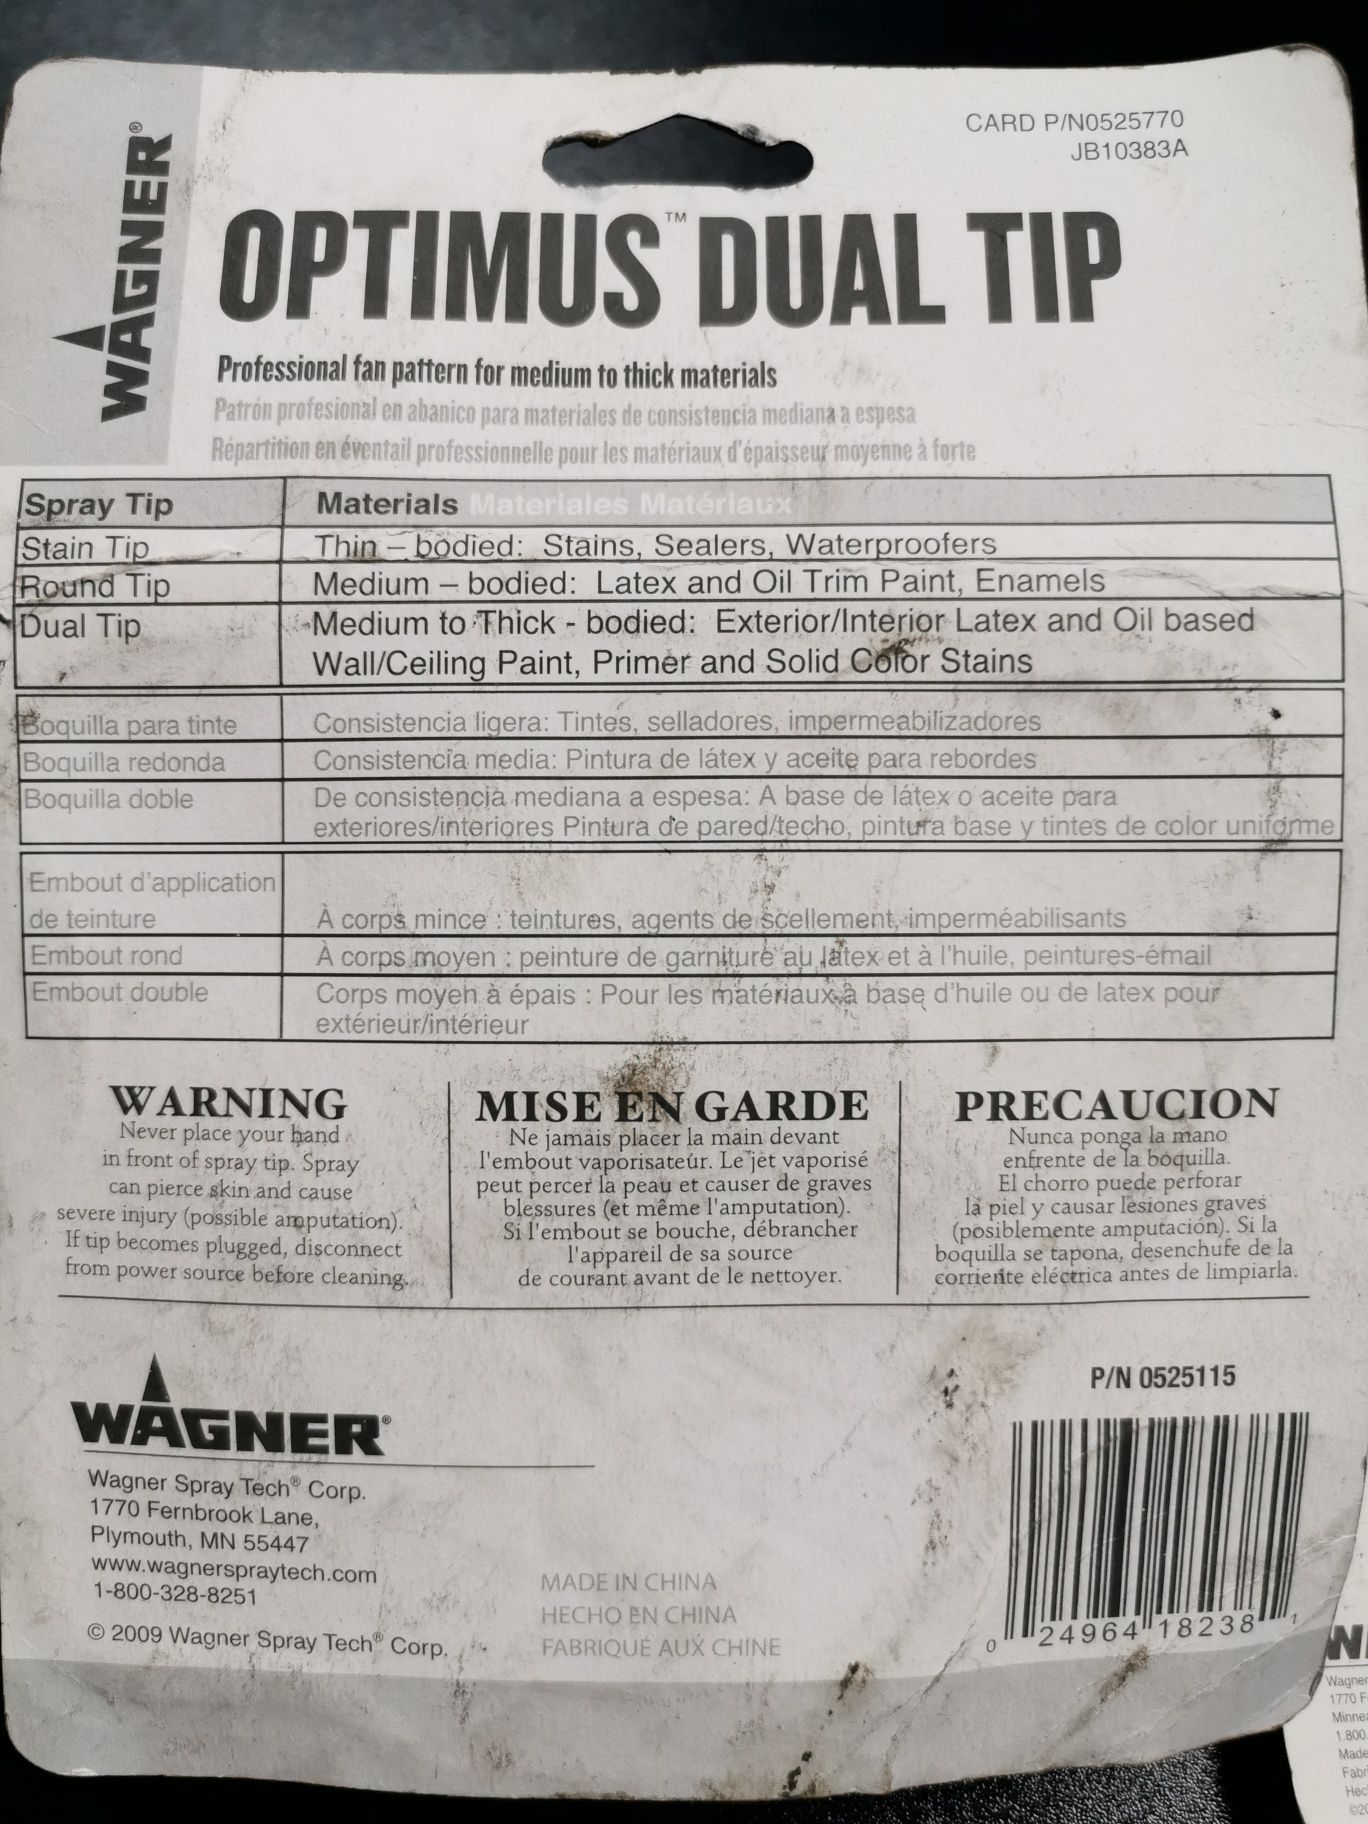 CARD P/N0525770
JB10383A
WAGNER®
OPTIMUS™ DUAL TIP
Professional fan pattern for medium to thick materials
Patrón profesional en abanico para materiales de consistencia mediana a espesa
Répartition en éventail professionnelle pour les matériaux d'épaisseur moyenne à forte
Spray Tip Materials Materiales Matériaux
Stain Tip Thin – bodied: Stains, Sealers, Waterproofers
Round Tip Medium – bodied: Latex and Oil Trim Paint, Enamels
Dual Tip Medium to Thick - bodied: Exterior/Interior Latex and Oil based
Wall/Ceiling Paint, Primer and Solid Color Stains
Boquilla para tinte Consistencia ligera: Tintes, selladores, impermeabilizadores
Boquilla redonda Consistencia media: Pintura de látex y aceite para rebordes
Boquilla doble De consistencia mediana a espesa: A base de látex o aceite para
exteriores/interiores Pintura de pared/techo, pintura base y tintes de color uniforme
Embout d'application
de teinture À corps mince : teintures, agents de scellement, imperméabilisants
Embout rond À corps moyen : peinture de garniture au latex et à l'huile, peintures-émail
Embout double Corps moyen à épais : Pour les matériaux à base d'huile ou de latex pour
extérieur/intérieur
WARNING
Never place your hand
in front of spray tip. Spray
can pierce skin and cause
severe injury (possible amputation).
If tip becomes plugged, disconnect
from power source before cleaning.
MISE EN GARDE
Ne jamais placer la main devant
l'embout vaporisateur. Le jet vaporisé
peut percer la peau et causer de graves
blessures (et même l'amputation).
Si l'embout se bouche, débrancher
l'appareil de sa source
de courant avant de le nettoyer.
PRECAUCION
Nunca ponga la mano
enfrente de la boquilla.
El chorro puede perforar
la piel y causar lesiones graves
(posiblemente amputación). Si la
boquilla se tapona, desenchufe de la
corriente eléctrica antes de limpiarla.
WAGNER®
Wagner Spray Tech® Corp.
1770 Fernbrook Lane,
Plymouth, MN 55447
www.wagnerspraytech.com
1-800-328-8251
© 2009 Wagner Spray Tech® Corp.
MADE IN CHINA
HECHO EN CHINA
FABRIQUÉ AUX CHINE
P/N 0525115
0 24964 18238 1
Wagner
1770 F
1.800.
Made